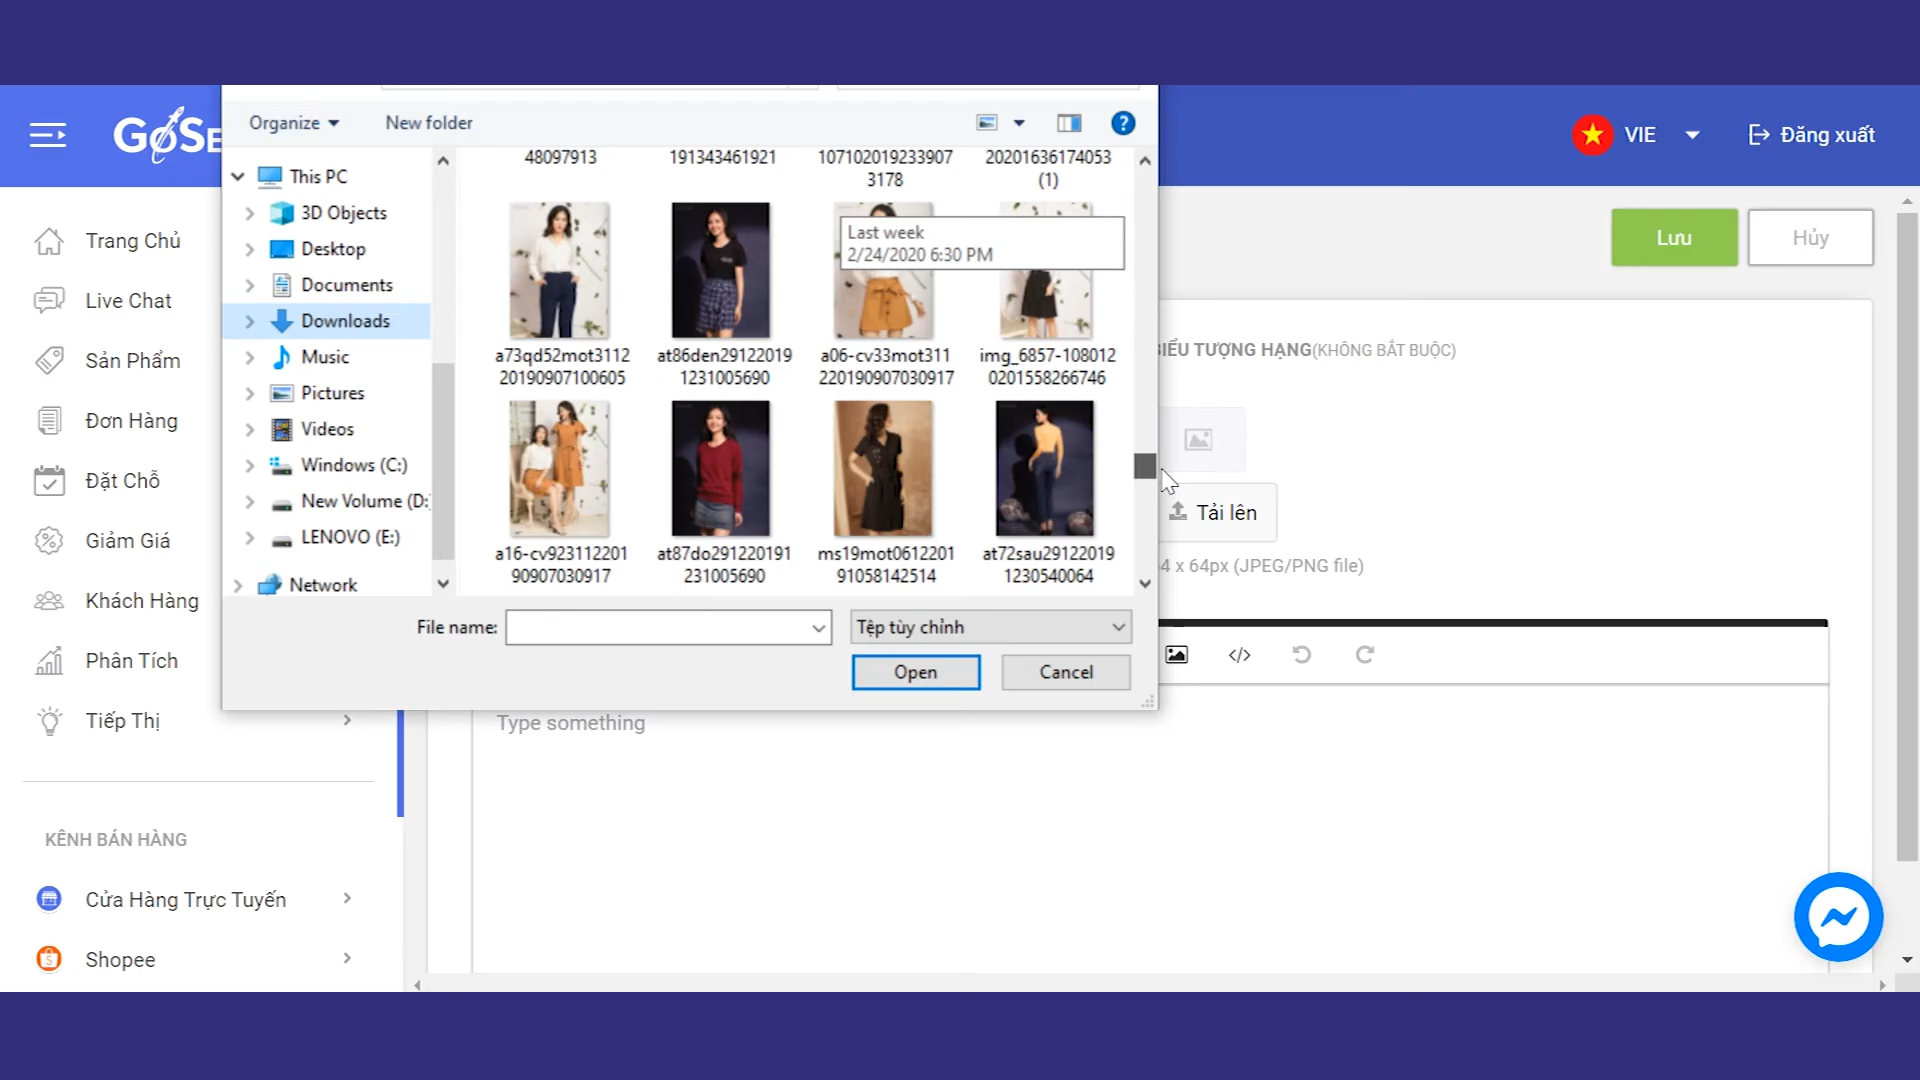 GoSE
VIE
Đăng xuất
Trang Chủ
Live Chat
Sản Phẩm
Đơn Hàng
Đặt Chỗ
Giảm Giá
Khách Hàng
Phân Tích
Tiếp Thị
KÊNH BÁN HÀNG
Cửa Hàng Trực Tuyến
Shopee
Organize
New folder
This PC
3D Objects
Desktop
Documents
Downloads
Music
Pictures
Videos
Windows (C:)
New Volume (D:
LENOVO (E:)
Network
48097913
191343461921
107102019233907
3178
20201636174053
(1)
Last week
2/24/2020 6:30 PM
a73qd52mot3112
20190907100605
at86den29122019
1231005690
a06-cv33mot311
220190907030917
img_6857-108012
0201558266746
a16-cv923112201
90907030917
at87do291220191
231005690
ms19mot0612201
91058142514
at72sau29122019
1230540064
File name:
Tệp tùy chỉnh
Open
Cancel
Lưu
Hủy
BIỂU TƯỢNG HẠNG(KHÔNG BẮT BUỘC)
Tải lên
4 x 64px (JPEG/PNG file)
Type something